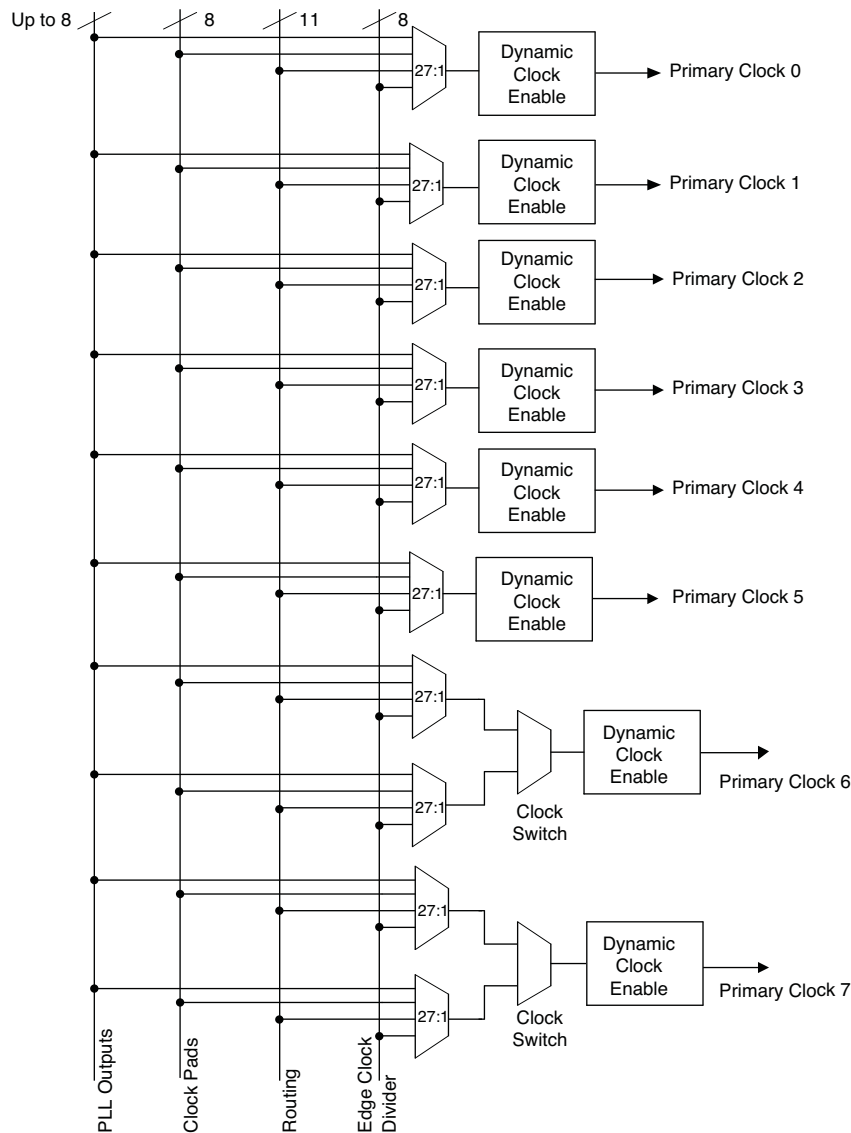 Up to 8
8
11
8
27:1
Dynamic
Clock
Enable
Primary Clock 0
27:1
Dynamic
Clock
Enable
Primary Clock 1
27:1
Dynamic
Clock
Enable
Primary Clock 2
27:1
Dynamic
Clock
Enable
Primary Clock 3
27:1
Dynamic
Clock
Enable
Primary Clock 4
27:1
Dynamic
Clock
Enable
Primary Clock 5
27:1
27:1
Clock
Switch
Dynamic
Clock
Enable
Primary Clock 6
27:1
27:1
Clock
Switch
Dynamic
Clock
Enable
Primary Clock 7
PLL Outputs
Clock Pads
Routing
Edge Clock
Divider